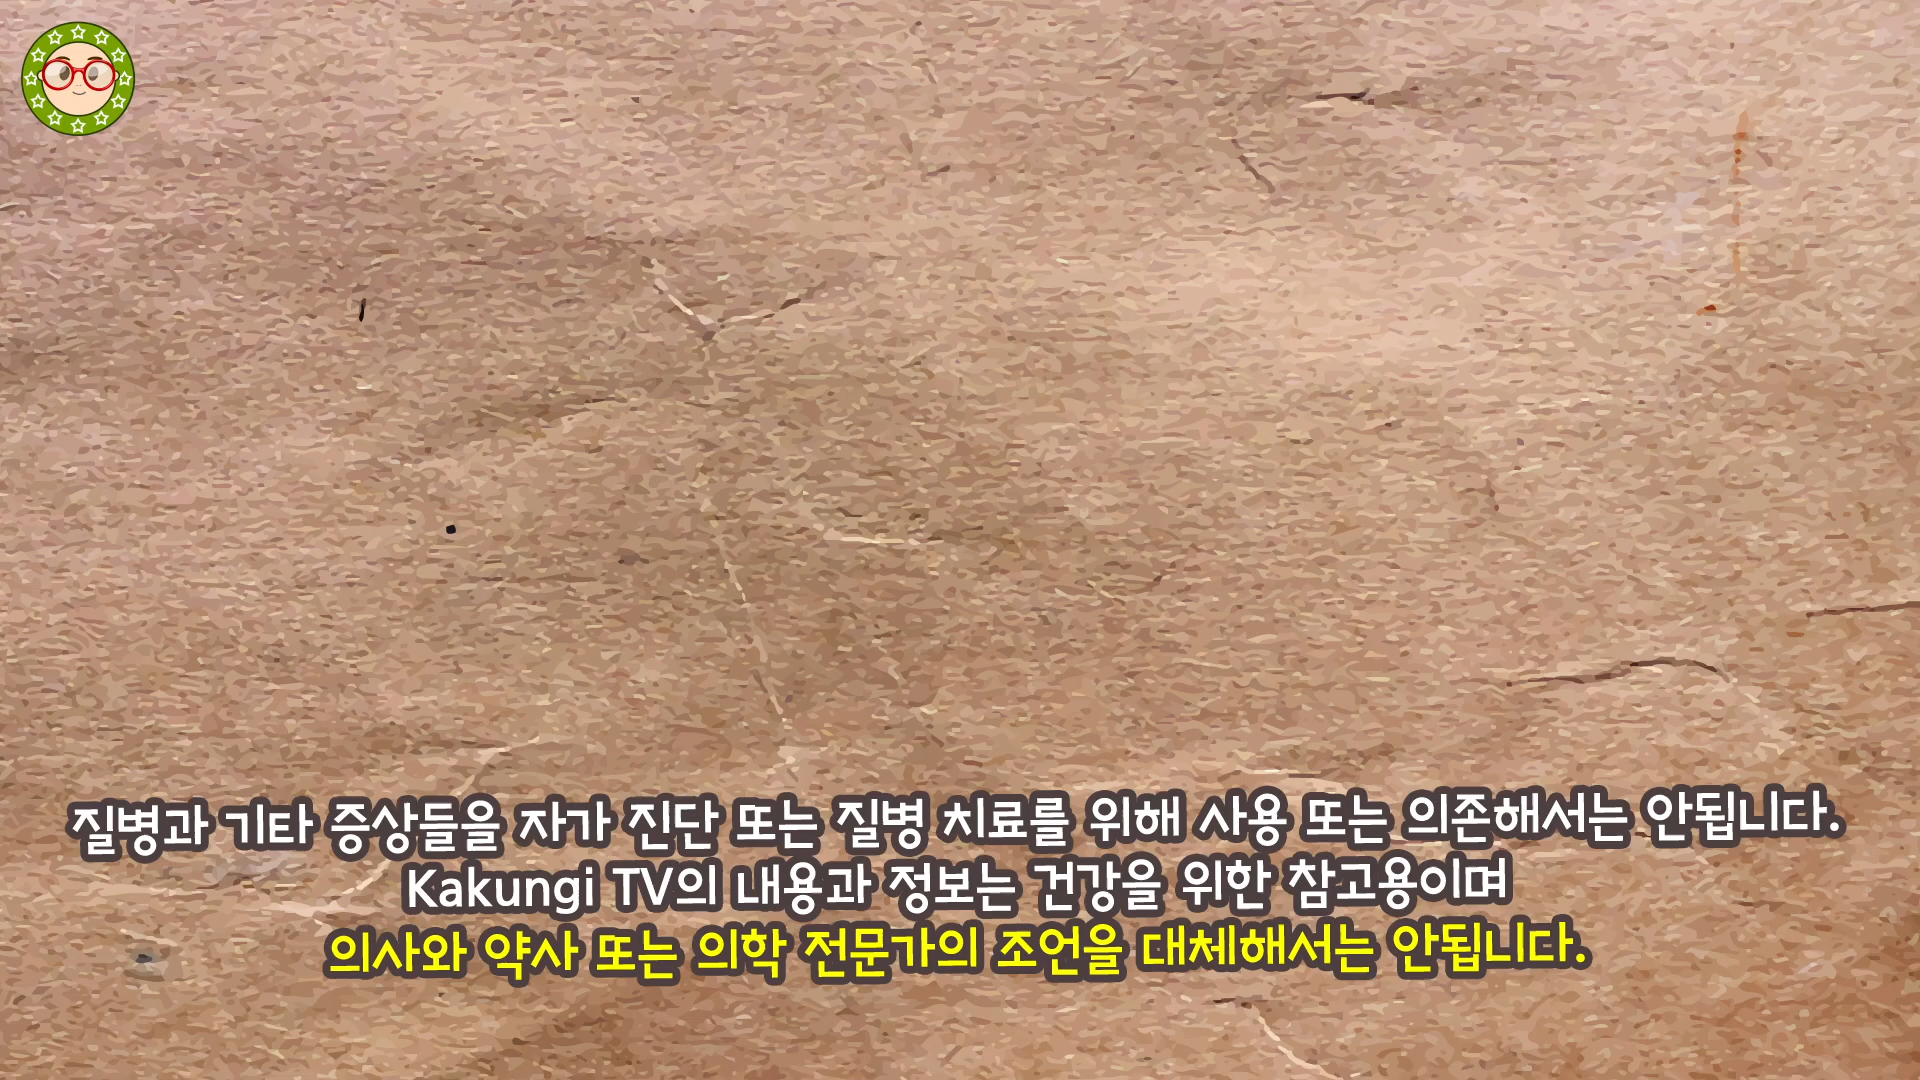 질병과 기타 증상들을 자가 진단 또는 질병 치료를 위해 사용 또는 의존해서는 안됩니다.
Kakungi TV의 내용과 정보는 건강을 위한 참고용이며
의사와 약사 또는 의학 전문가의 조언을 대체해서는 안됩니다.